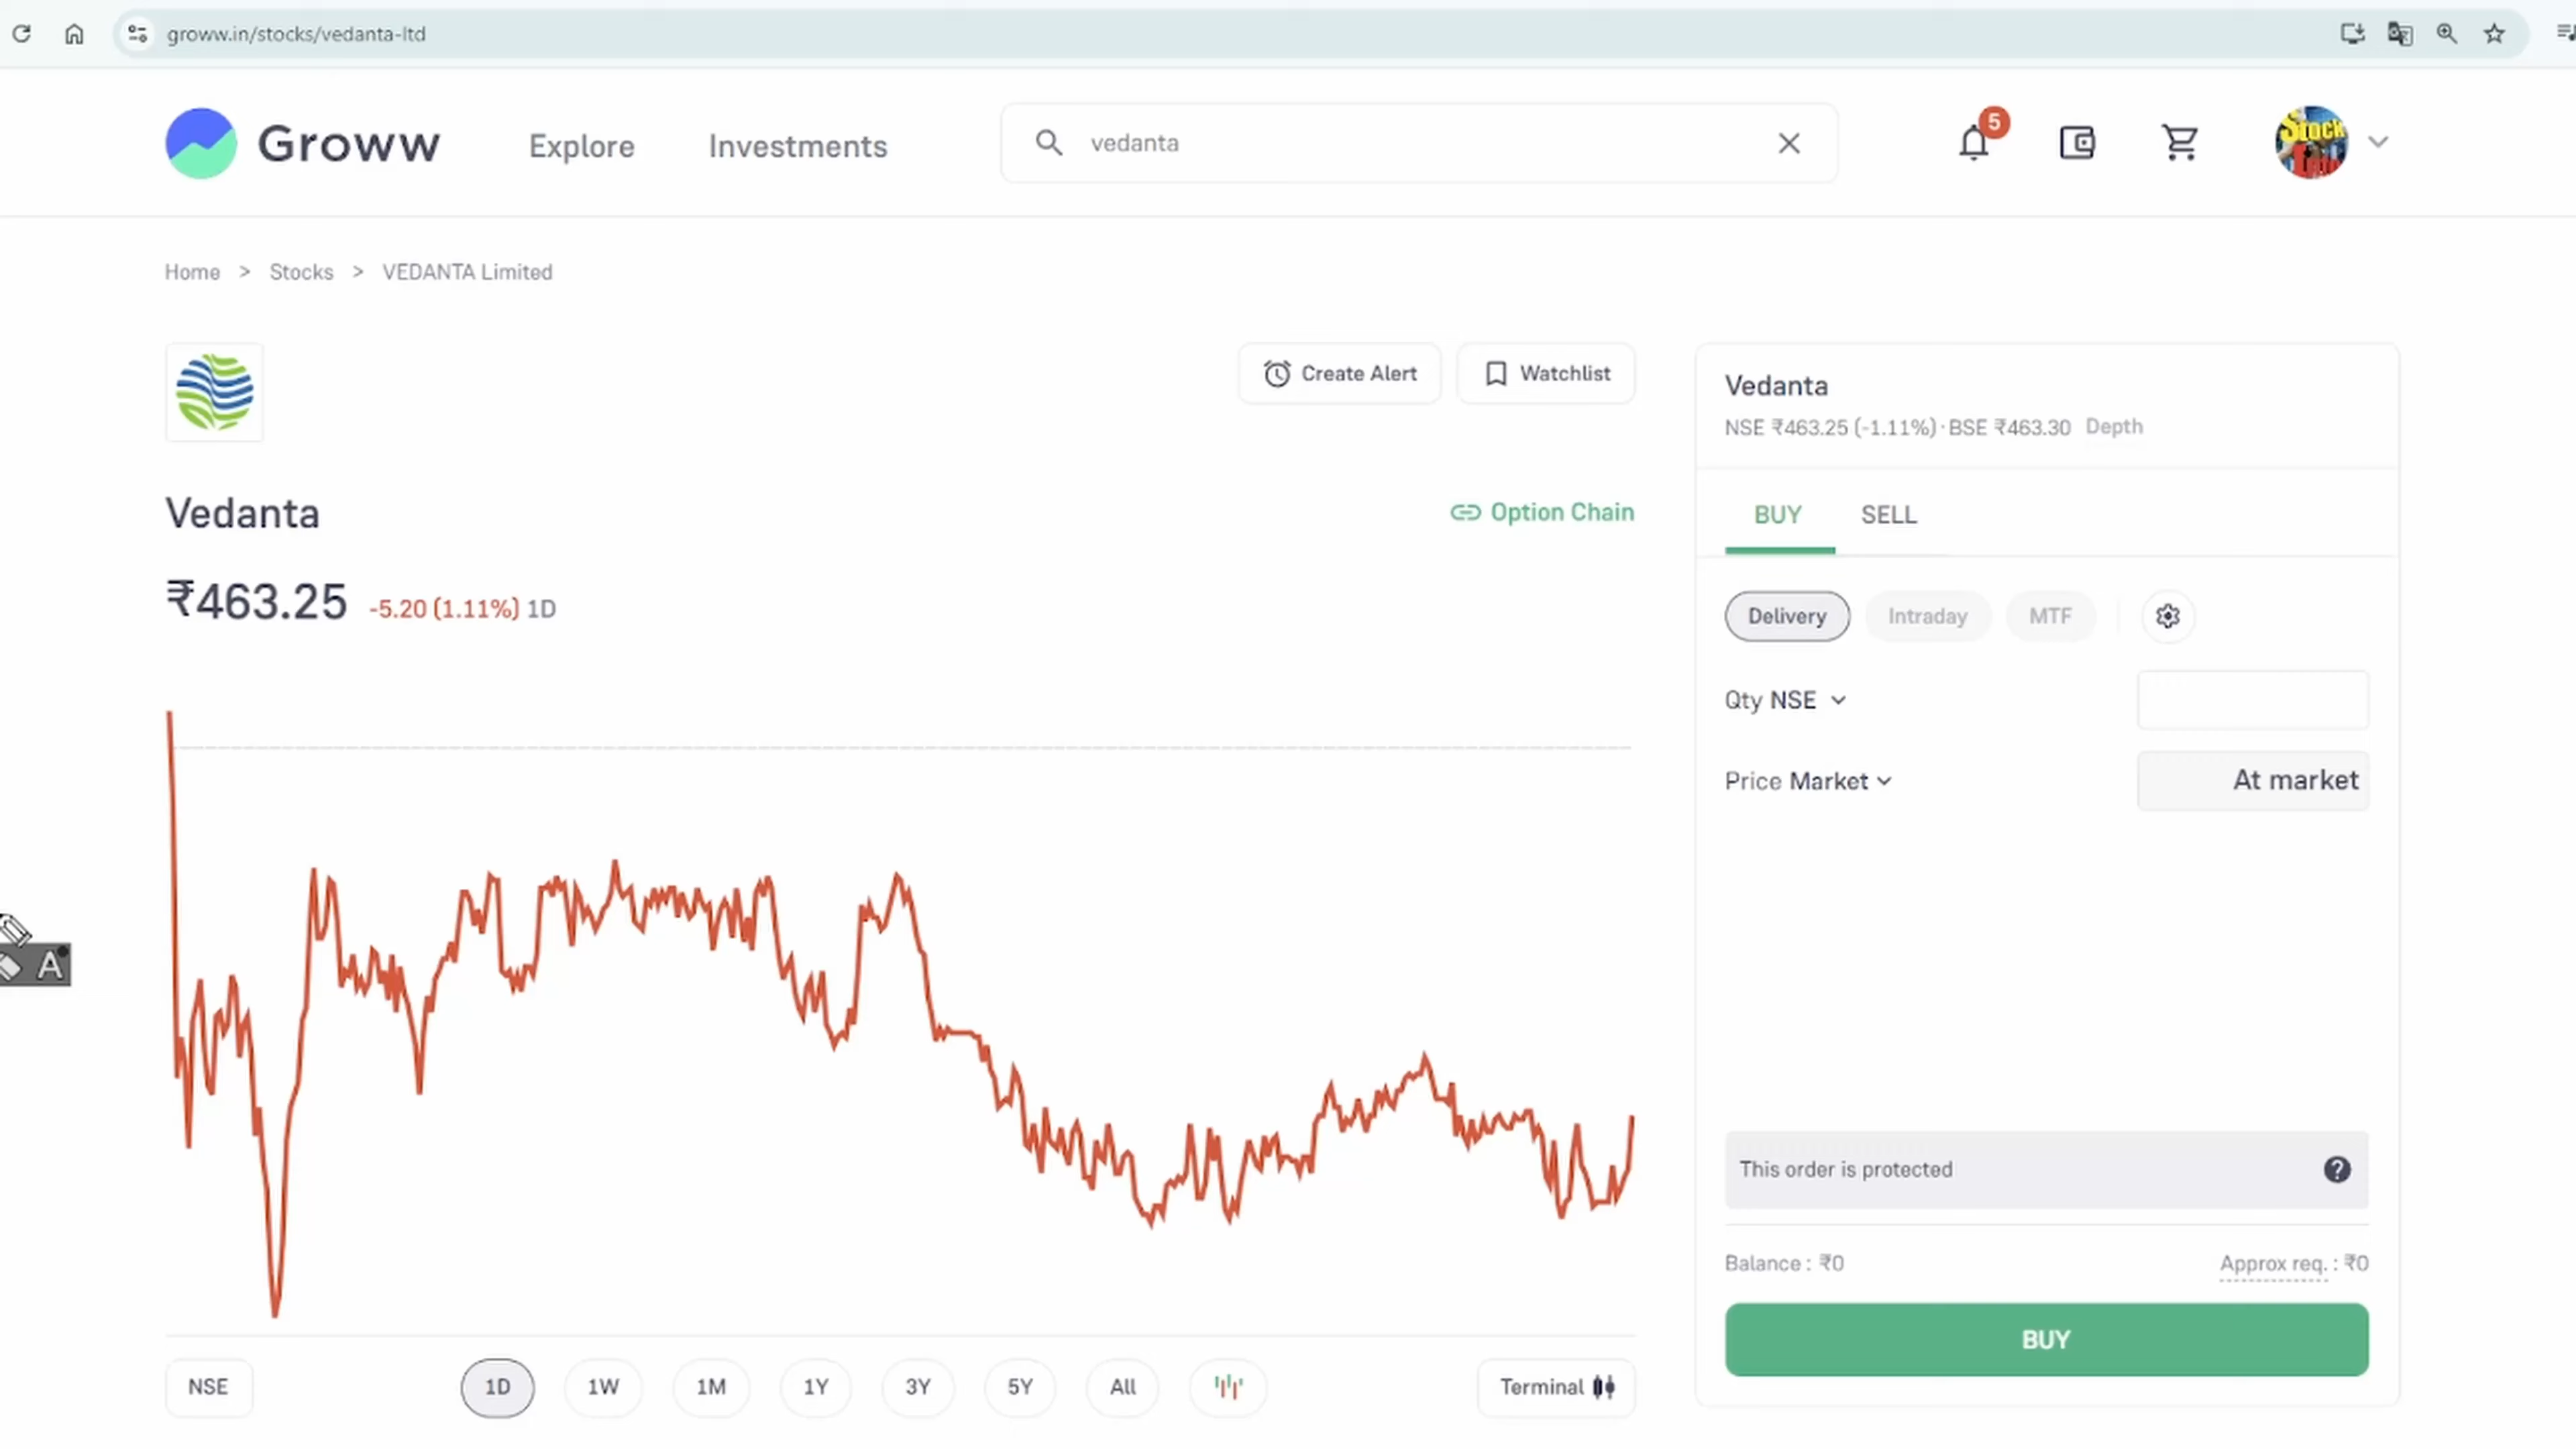 groww.in/stocks/vedanta-ltd
Groww
Explore
Investments
vedanta
5
Stock
Home > Stocks > VEDANTA Limited
Create Alert
Watchlist
Vedanta
Option Chain
₹463.25 -5.20 (1.11%) 1D
NSE
1D
1W
1M
1Y
3Y
5Y
All
Terminal
Vedanta
NSE ₹463.25 (-1.11%) · BSE ₹463.30 Depth
BUY
SELL
Delivery
Intraday
MTF
Qty NSE
Price Market
At market
This order is protected
?
Balance : ₹0
Approx req. : ₹0
BUY
A